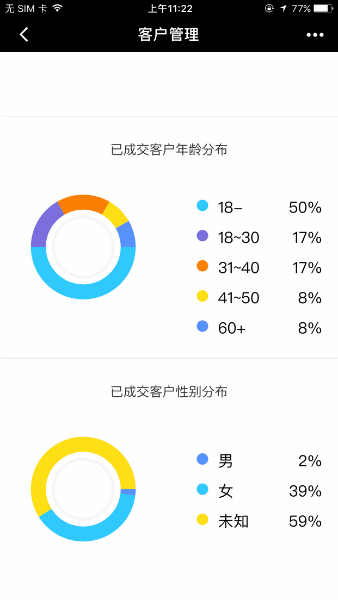 无 SIM 卡 上午11:22 77%
客户管理
已成交客户年龄分布
18− 50%
18~30 17%
31~40 17%
41~50 8%
60+ 8%
已成交客户性别分布
男 2%
女 39%
未知 59%